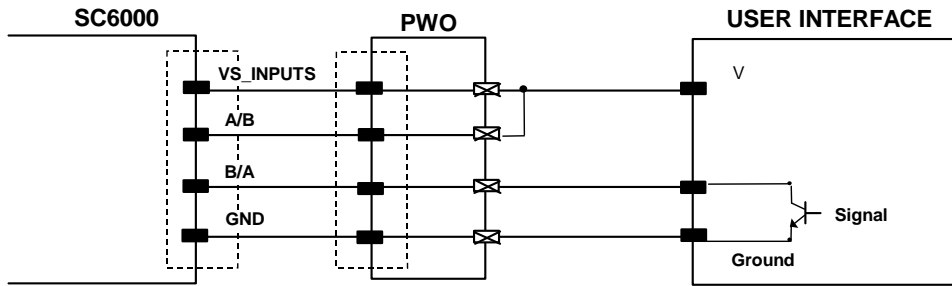 SC6000
PWO
USER INTERFACE
VS_INPUTS
V
A/B
B/A
Signal
GND
Ground